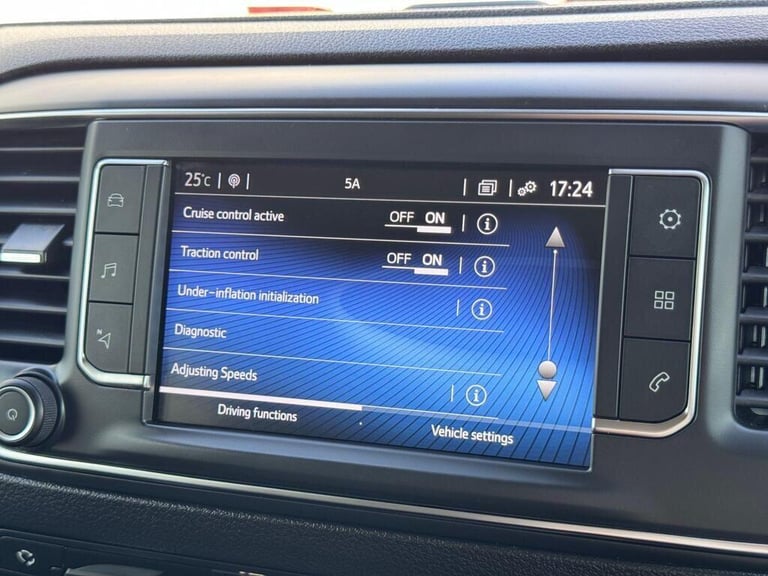 25°C 5A 17:24
Cruise control active OFF ON i
Traction control OFF ON i
Under-inflation initialization i
Diagnostic
Adjusting Speeds i
Driving functions Vehicle settings
N